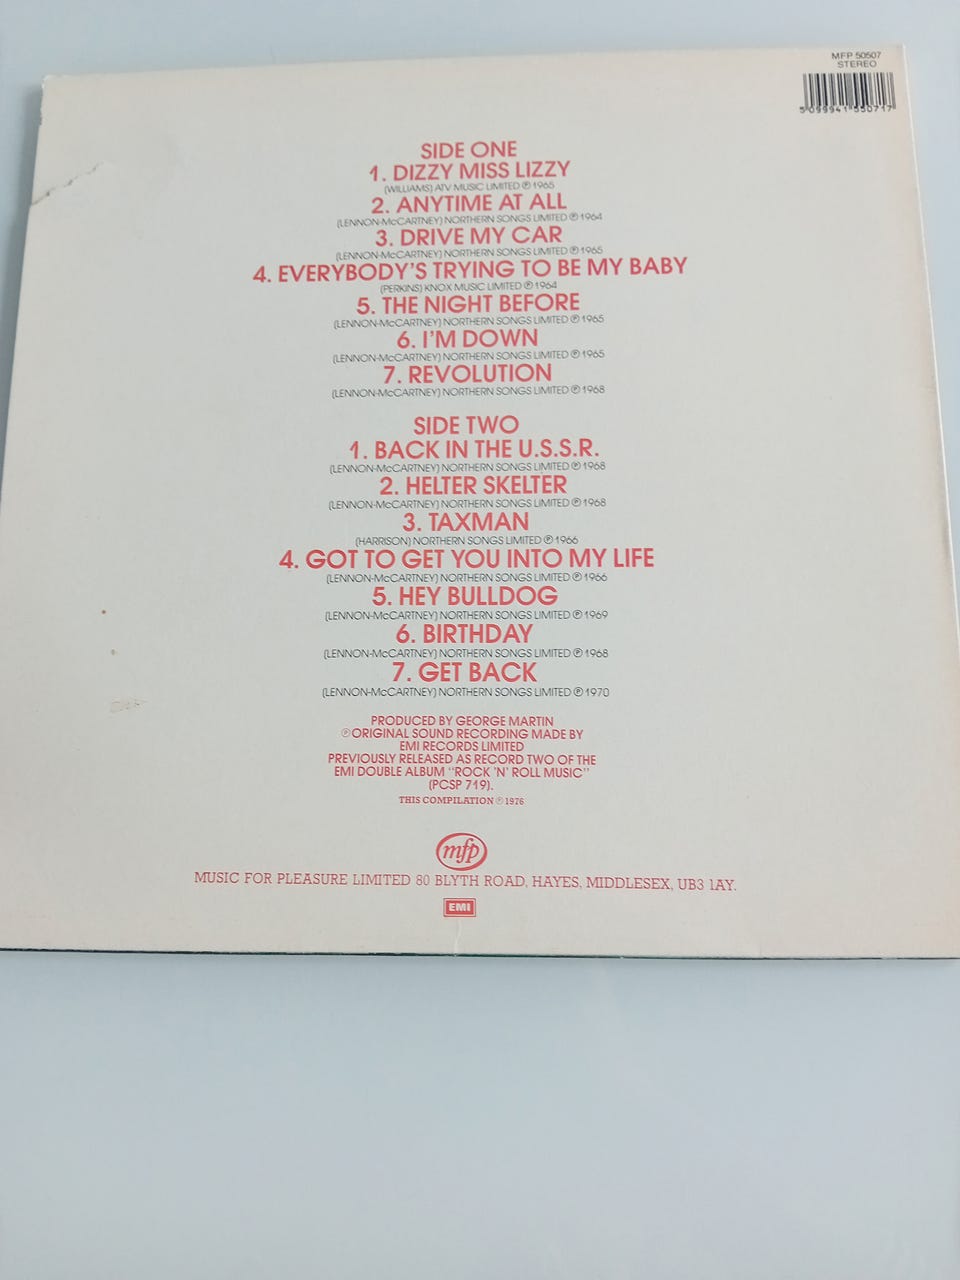 MFP 50507
STEREO
5 099941 550717
SIDE ONE
1. DIZZY MISS LIZZY
(WILLIAMS) ATV MUSIC LIMITED ℗ 1965
2. ANYTIME AT ALL
(LENNON-McCARTNEY) NORTHERN SONGS LIMITED ℗ 1964
3. DRIVE MY CAR
(LENNON-McCARTNEY) NORTHERN SONGS LIMITED ℗ 1965
4. EVERYBODY'S TRYING TO BE MY BABY
(PERKINS) KNOX MUSIC LIMITED ℗ 1964
5. THE NIGHT BEFORE
(LENNON-McCARTNEY) NORTHERN SONGS LIMITED ℗ 1965
6. I'M DOWN
(LENNON-McCARTNEY) NORTHERN SONGS LIMITED ℗ 1965
7. REVOLUTION
(LENNON-McCARTNEY) NORTHERN SONGS LIMITED ℗ 1968
SIDE TWO
1. BACK IN THE U.S.S.R.
(LENNON-McCARTNEY) NORTHERN SONGS LIMITED ℗ 1968
2. HELTER SKELTER
(LENNON-McCARTNEY) NORTHERN SONGS LIMITED ℗ 1968
3. TAXMAN
(HARRISON) NORTHERN SONGS LIMITED ℗ 1966
4. GOT TO GET YOU INTO MY LIFE
(LENNON-McCARTNEY) NORTHERN SONGS LIMITED ℗ 1966
5. HEY BULLDOG
(LENNON-McCARTNEY) NORTHERN SONGS LIMITED ℗ 1969
6. BIRTHDAY
(LENNON-McCARTNEY) NORTHERN SONGS LIMITED ℗ 1968
7. GET BACK
(LENNON-McCARTNEY) NORTHERN SONGS LIMITED ℗ 1970
PRODUCED BY GEORGE MARTIN
℗ ORIGINAL SOUND RECORDING MADE BY
EMI RECORDS LIMITED
PREVIOUSLY RELEASED AS RECORD TWO OF THE
EMI DOUBLE ALBUM "ROCK 'N' ROLL MUSIC"
(PCSP 719).
THIS COMPILATION ℗ 1976
mfp
MUSIC FOR PLEASURE LIMITED 80 BLYTH ROAD, HAYES, MIDDLESEX, UB3 1AY.
EMI